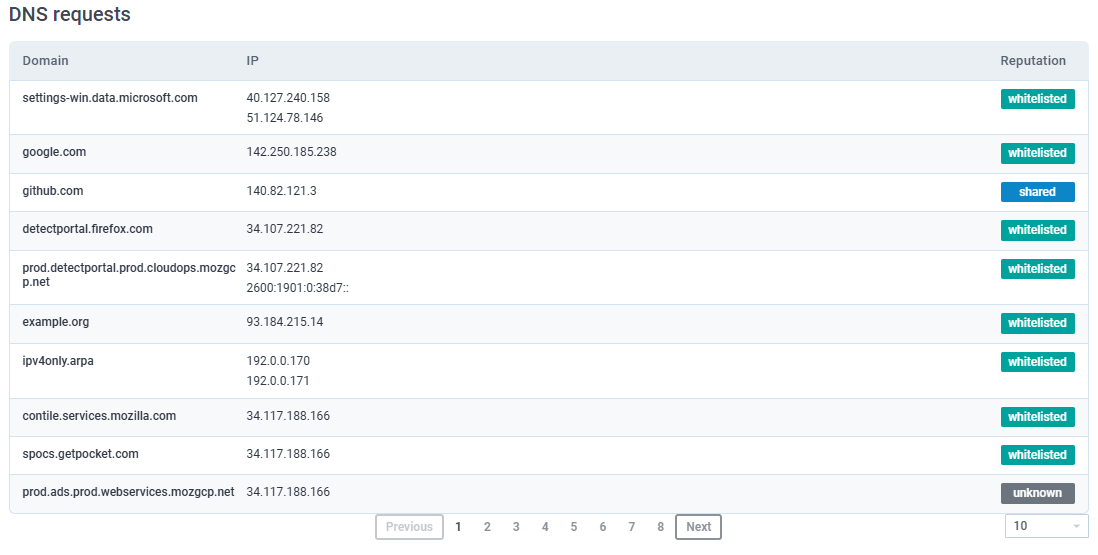 DNS requests
Domain IP Reputation
settings-win.data.microsoft.com 40.127.240.158 whitelisted
51.124.78.146
google.com 142.250.185.238 whitelisted
github.com 140.82.121.3 shared
detectportal.firefox.com 34.107.221.82 whitelisted
prod.detectportal.prod.cloudops.mozgc 34.107.221.82 whitelisted
p.net 2600:1901:0:38d7::
example.org 93.184.215.14 whitelisted
ipv4only.arpa 192.0.0.170 whitelisted
192.0.0.171
contile.services.mozilla.com 34.117.188.166 whitelisted
spocs.getpocket.com 34.117.188.166 whitelisted
prod.ads.prod.webservices.mozgcp.net 34.117.188.166 unknown
Previous 1 2 3 4 5 6 7 8 Next 10